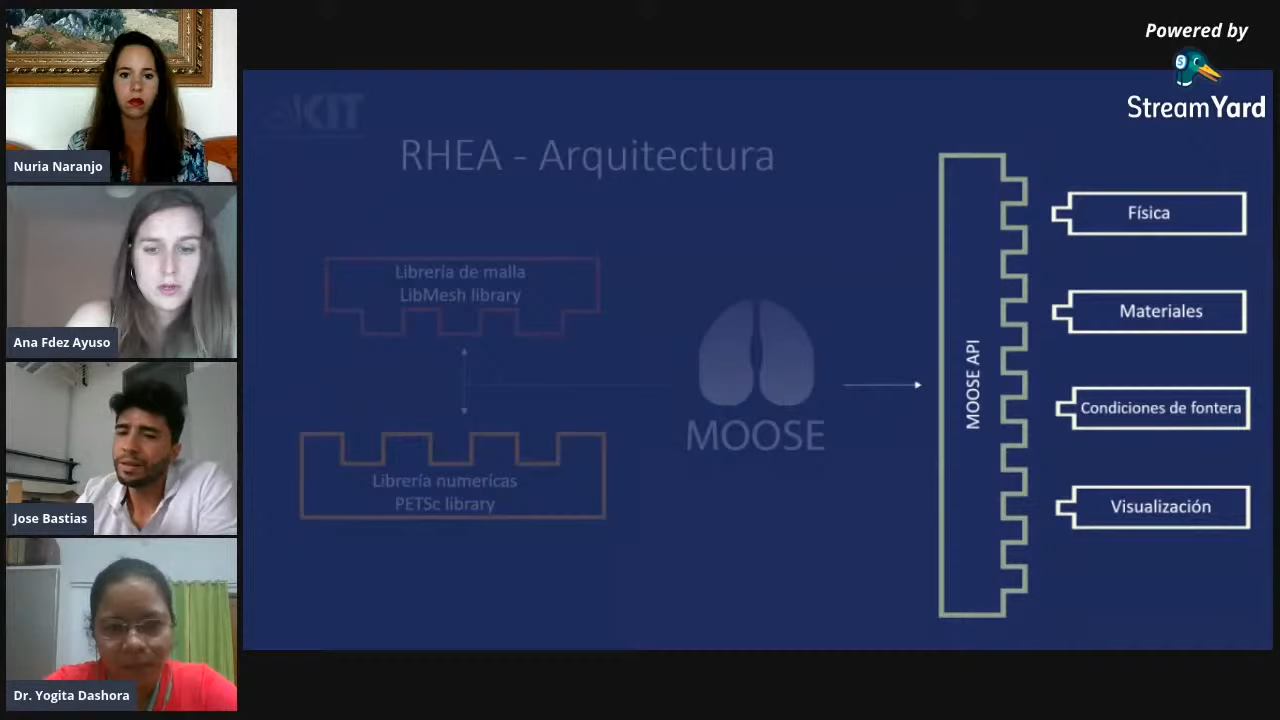 Powered by
StreamYard
Nuria Naranjo
Ana Fdez Ayuso
Jose Bastias
Dr. Yogita Dashora
KIT
RHEA - Arquitectura
Librería de malla
LibMesh library
Librería numerícas
PETSc library
MOOSE
MOOSE API
Física
Materiales
Condiciones de fontera
Visualización